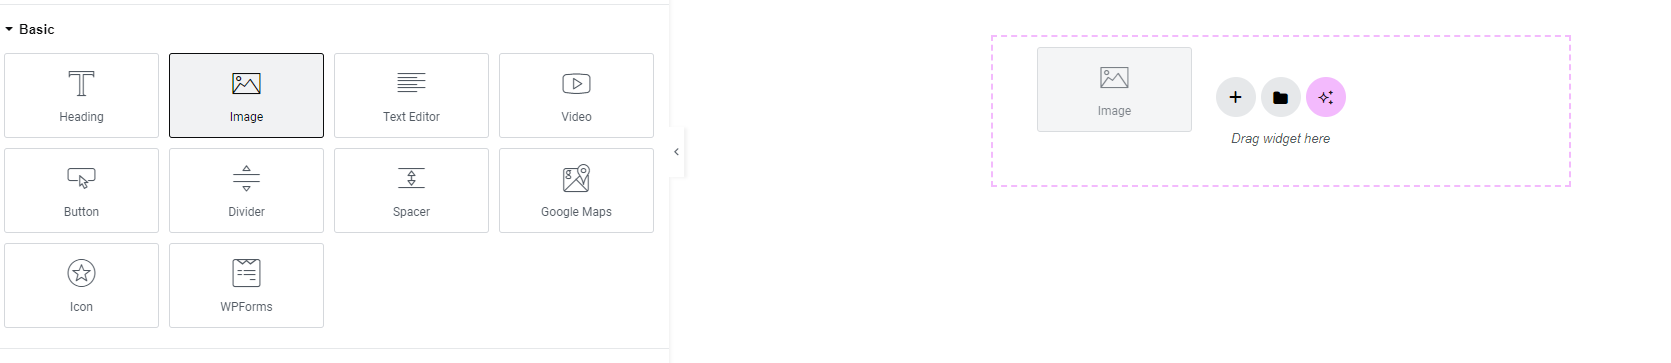 Basic
Heading
Image
Text Editor
Video
Button
Divider
Spacer
Google Maps
Icon
WPForms
Image
Drag widget here